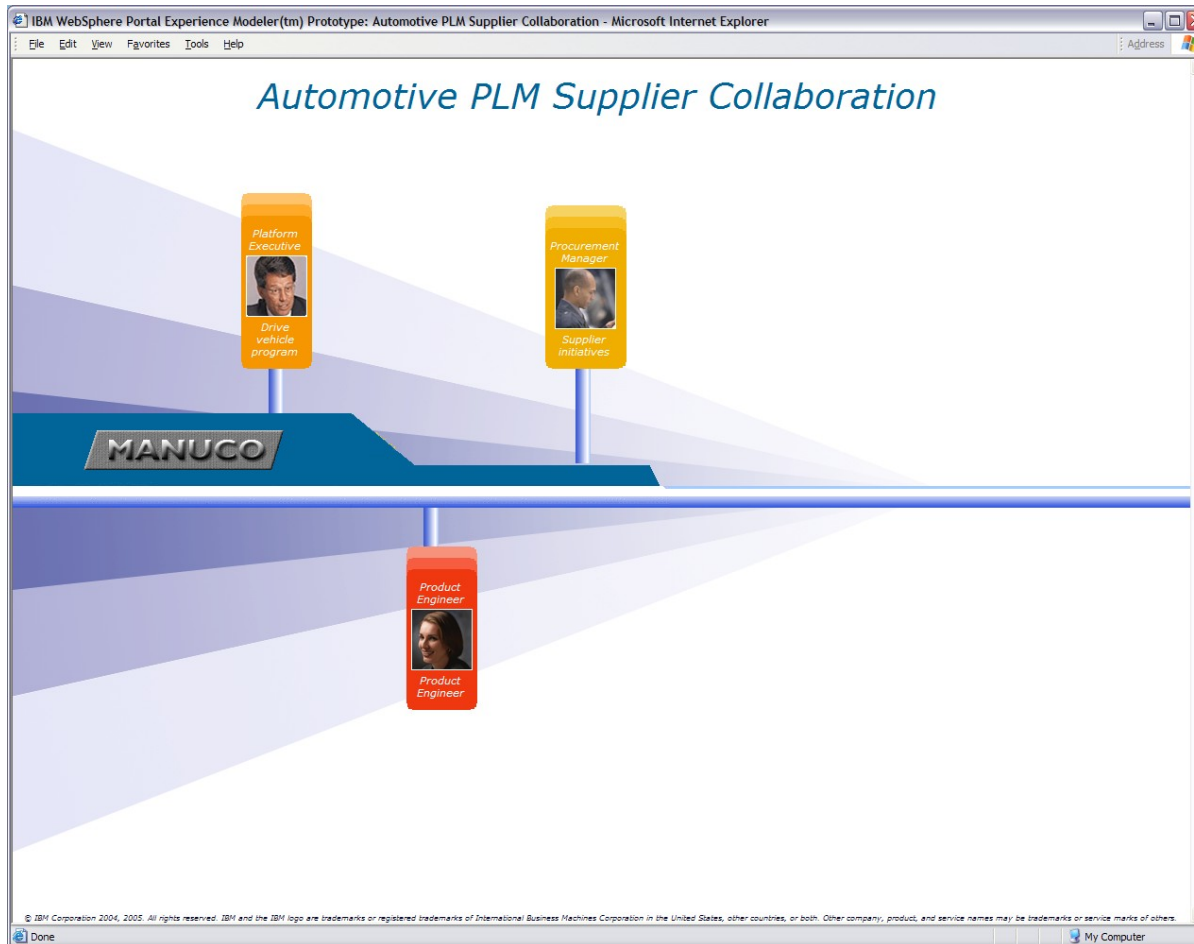 IBM WebSphere Portal Experience Modeler(tm) Prototype: Automotive PLM Supplier Collaboration - Microsoft Internet Explorer
File Edit View Favorites Tools Help
Address
Automotive PLM Supplier Collaboration
Platform
Executive
Drive
vehicle
program
Procurement
Manager
Supplier
initiatives
MANUCO
Product
Engineer
Product
Engineer
© IBM Corporation 2004, 2005. All rights reserved. IBM and the IBM logo are trademarks or registered trademarks of International Business Machines Corporation in the United States, other countries, or both. Other company, product, and service names may be trademarks or service marks of others.
Done
My Computer